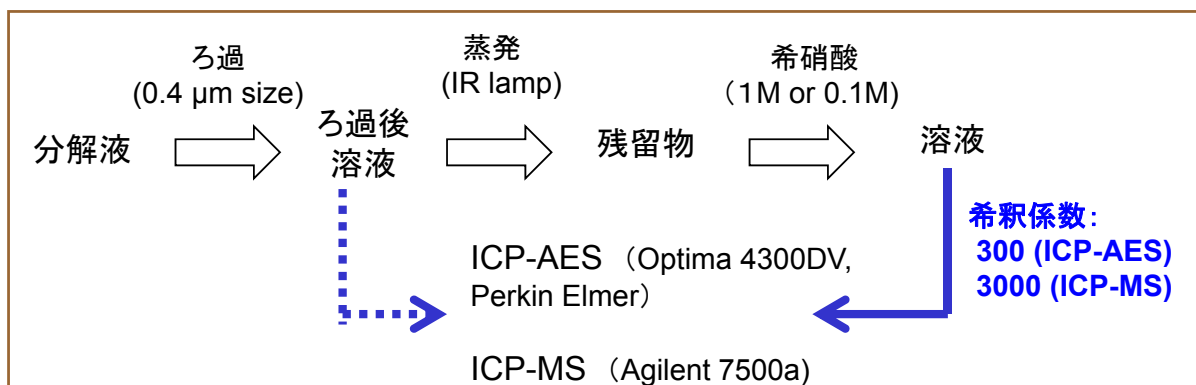 ろ過
(0.4 µm size)
蒸発
(IR lamp)
希硝酸
（1M or 0.1M）
分解液
ろ過後
溶液
残留物
溶液
希釈係数：
300 (ICP-AES)
3000 (ICP-MS)
ICP-AES （Optima 4300DV,
Perkin Elmer）
ICP-MS （Agilent 7500a)